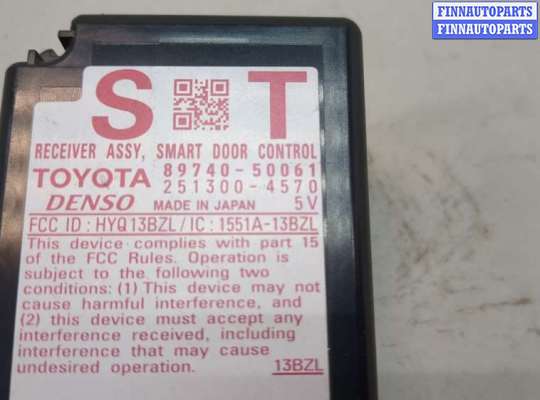 FINNAUTOPARTS
FINNAUTOPARTS
S T
RECEIVER ASSY, SMART DOOR CONTROL
TOYOTA 89740-50061
251300-4570
DENSO MADE IN JAPAN 5V
FCC ID : HYQ13BZL / IC : 1551A-13BZL
This device complies with part 15
of the FCC Rules. Operation is
subject to the following two
conditions: (1) This device may not
cause harmful interference, and
(2) this device must accept any
interference received, including
interference that may cause
undesired operation. 13BZL